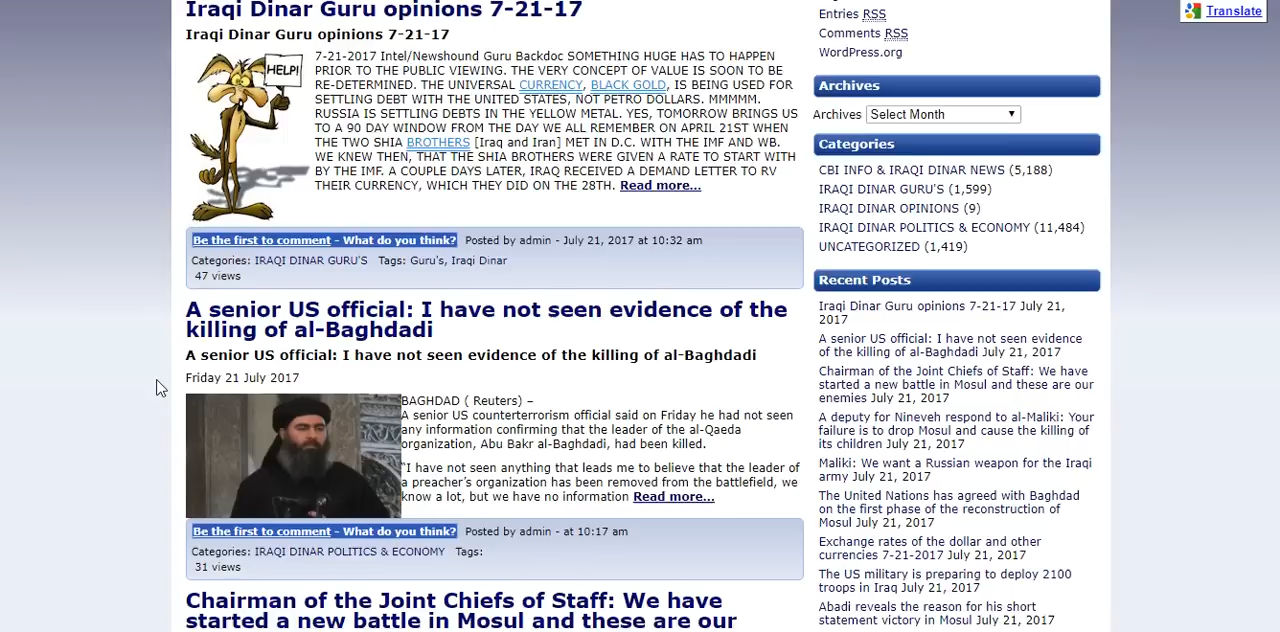 Iraqi Dinar Guru opinions 7-21-17
Iraqi Dinar Guru opinions 7-21-17
HELP!
7-21-2017 Intel/Newshound Guru Backdoc SOMETHING HUGE HAS TO HAPPEN
PRIOR TO THE PUBLIC VIEWING. THE VERY CONCEPT OF VALUE IS SOON TO BE
RE-DETERMINED. THE UNIVERSAL CURRENCY, BLACK GOLD, IS BEING USED FOR
SETTLING DEBT WITH THE UNITED STATES, NOT PETRO DOLLARS. MMMMM.
RUSSIA IS SETTLING DEBTS IN THE YELLOW METAL. YES, TOMORROW BRINGS US
TO A 90 DAY WINDOW FROM THE DAY WE ALL REMEMBER ON APRIL 21ST WHEN
THE TWO SHIA BROTHERS [Iraq and Iran] MET IN D.C. WITH THE IMF AND WB.
WE KNEW THEN, THAT THE SHIA BROTHERS WERE GIVEN A RATE TO START WITH
BY THE IMF. A COUPLE DAYS LATER, IRAQ RECEIVED A DEMAND LETTER TO RV
THEIR CURRENCY, WHICH THEY DID ON THE 28TH. Read more...
Be the first to comment - What do you think? Posted by admin - July 21, 2017 at 10:32 am
Categories: IRAQI DINAR GURU'S Tags: Guru's, Iraqi Dinar
47 views
A senior US official: I have not seen evidence of the
killing of al-Baghdadi
A senior US official: I have not seen evidence of the killing of al-Baghdadi
Friday 21 July 2017
BAGHDAD ( Reuters) –
A senior US counterterrorism official said on Friday he had not seen
any information confirming that the leader of the al-Qaeda
organization, Abu Bakr al-Baghdadi, had been killed.
“I have not seen anything that leads me to believe that the leader of
a preacher’s organization has been removed from the battlefield, we
know a lot, but we have no information Read more...
Be the first to comment - What do you think? Posted by admin - at 10:17 am
Categories: IRAQI DINAR POLITICS & ECONOMY Tags:
31 views
Chairman of the Joint Chiefs of Staff: We have
started a new battle in Mosul and these are our
Entries RSS
Comments RSS
WordPress.org
Archives
Archives Select Month
Categories
CBI INFO & IRAQI DINAR NEWS (5,188)
IRAQI DINAR GURU'S (1,599)
IRAQI DINAR OPINIONS (9)
IRAQI DINAR POLITICS & ECONOMY (11,484)
UNCATEGORIZED (1,419)
Recent Posts
Iraqi Dinar Guru opinions 7-21-17 July 21,
2017
A senior US official: I have not seen evidence
of the killing of al-Baghdadi July 21, 2017
Chairman of the Joint Chiefs of Staff: We have
started a new battle in Mosul and these are our
enemies July 21, 2017
A deputy for Nineveh respond to al-Maliki: Your
failure is to drop Mosul and cause the killing of
its children July 21, 2017
Maliki: We want a Russian weapon for the Iraqi
army July 21, 2017
The United Nations has agreed with Baghdad
on the first phase of the reconstruction of
Mosul July 21, 2017
Exchange rates of the dollar and other
currencies 7-21-2017 July 21, 2017
The US military is preparing to deploy 2100
troops in Iraq July 21, 2017
Abadi reveals the reason for his short
statement victory in Mosul July 21, 2017
Translate